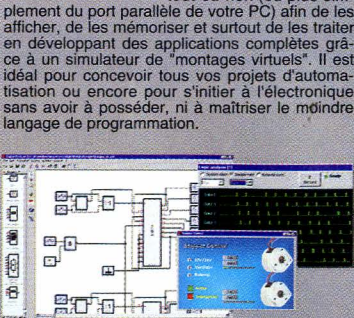 plement du port parallèle de votre PC) afin de les
afficher, de les mémoriser et surtout de les traiter
en développant des applications complètes grâ-
ce à un simulateur de "montages virtuels". Il est
idéal pour concevoir tous vos projets d'automa-
tisation ou encore pour s'initier à l'électronique
sans avoir à posséder, ni à maîtriser le moindre
langage de programmation.